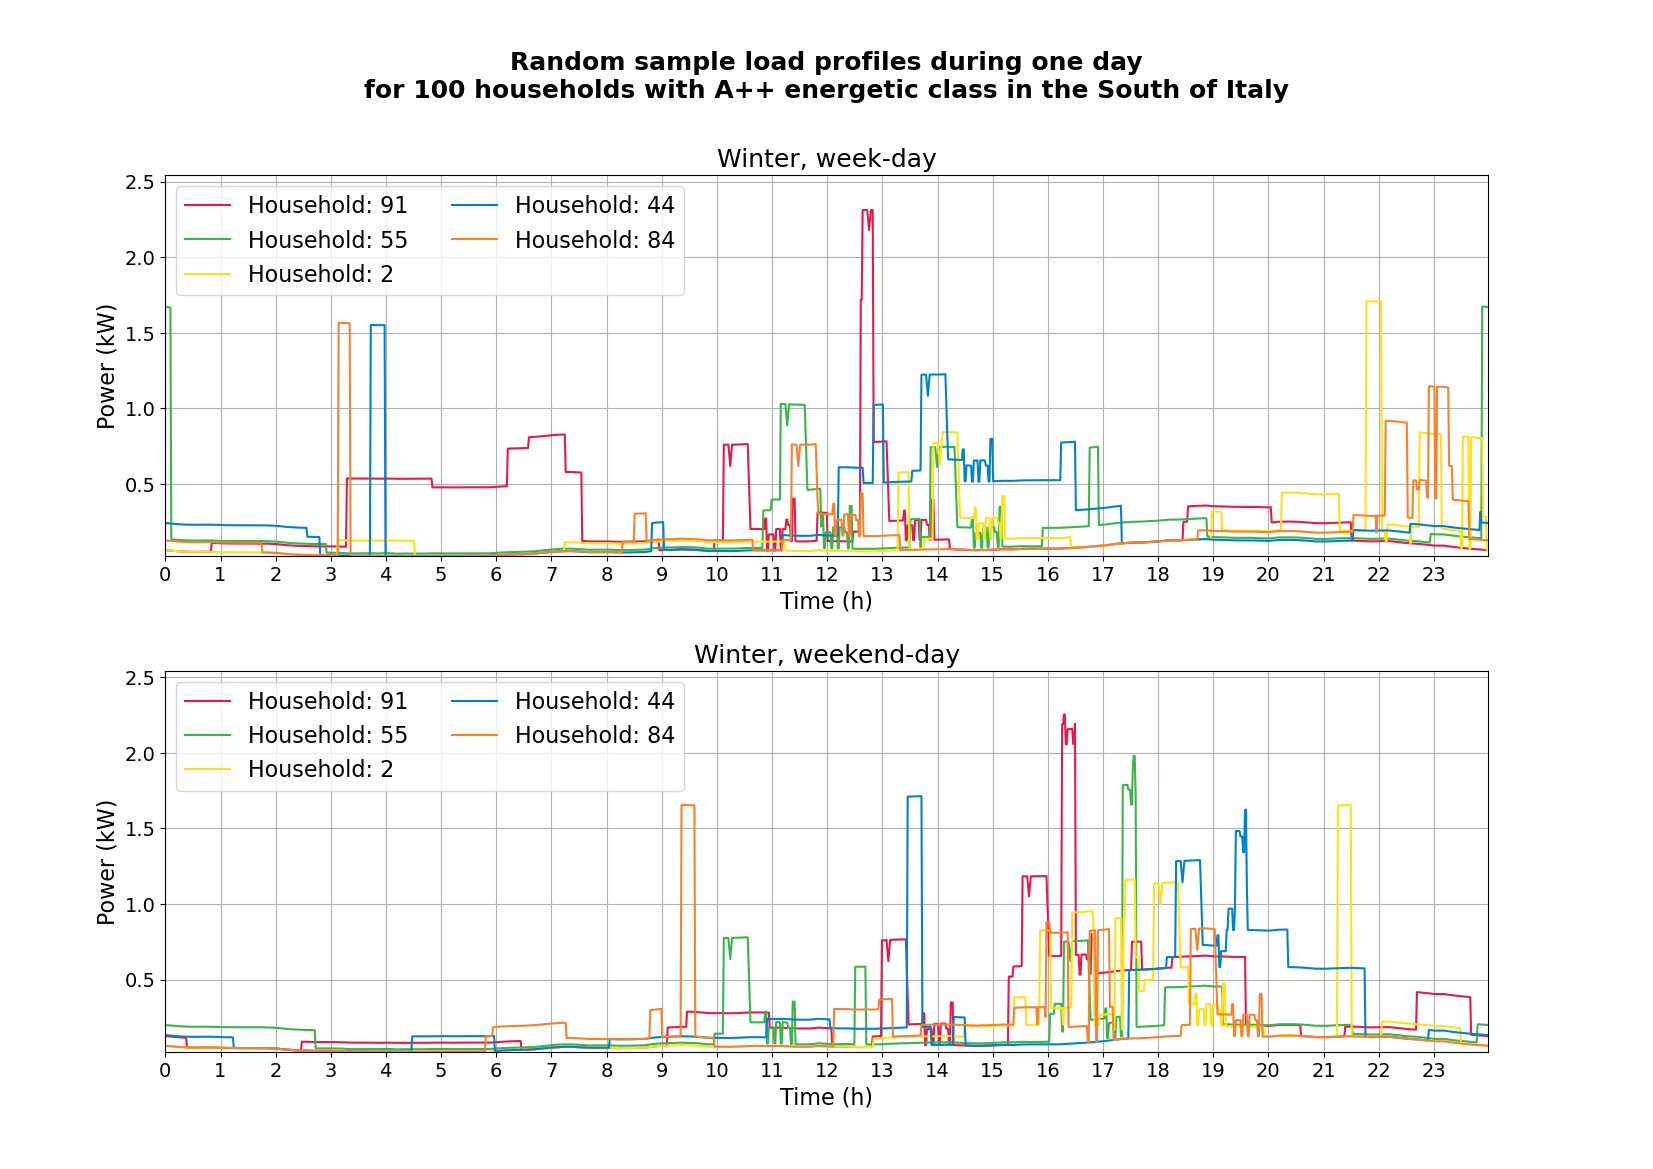 Random sample load profiles during one day
for 100 households with A++ energetic class in the South of Italy
Winter, week-day
Household: 91
Household: 55
Household: 2
Household: 44
Household: 84
Power (kW)
2.5
2.0
1.5
1.0
0.5
0 1 2 3 4 5 6 7 8 9 10 11 12 13 14 15 16 17 18 19 20 21 22 23
Time (h)
Winter, weekend-day
Household: 91
Household: 55
Household: 2
Household: 44
Household: 84
Power (kW)
2.5
2.0
1.5
1.0
0.5
0 1 2 3 4 5 6 7 8 9 10 11 12 13 14 15 16 17 18 19 20 21 22 23
Time (h)